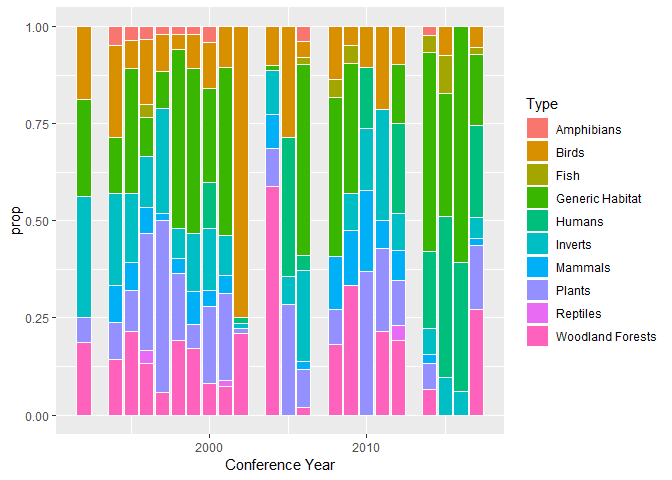 1.00
0.75
0.50
0.25
0.00
prop
2000
2010
Conference Year
Type
Amphibians
Birds
Fish
Generic Habitat
Humans
Inverts
Mammals
Plants
Reptiles
Woodland Forests